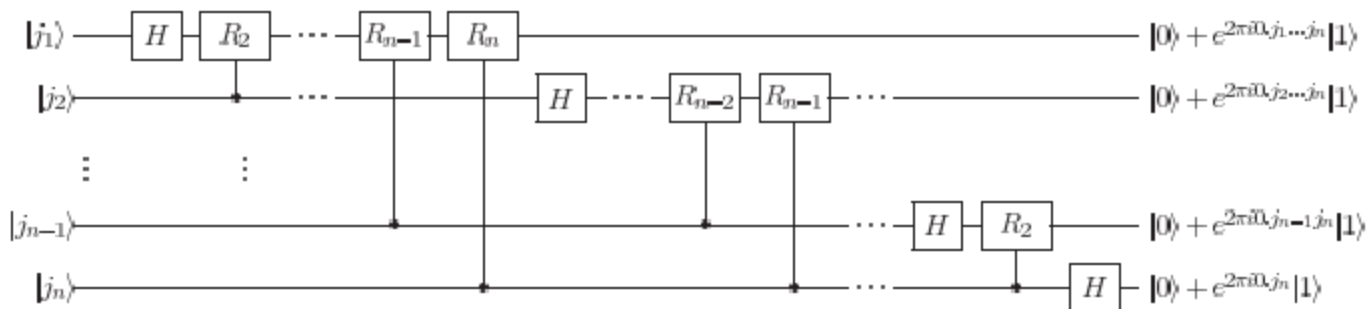 |j₁⟩ H R₂ ··· Rₙ₋₁ Rₙ |0⟩ + e^{2πi0.j₁···jₙ}|1⟩
|j₂⟩ ··· H ··· Rₙ₋₂ Rₙ₋₁ ··· |0⟩ + e^{2πi0.j₂···jₙ}|1⟩
⋮ ⋮
|jₙ₋₁⟩ ··· H R₂ |0⟩ + e^{2πi0.jₙ₋₁jₙ}|1⟩
|jₙ⟩ ··· H |0⟩ + e^{2πi0.jₙ}|1⟩